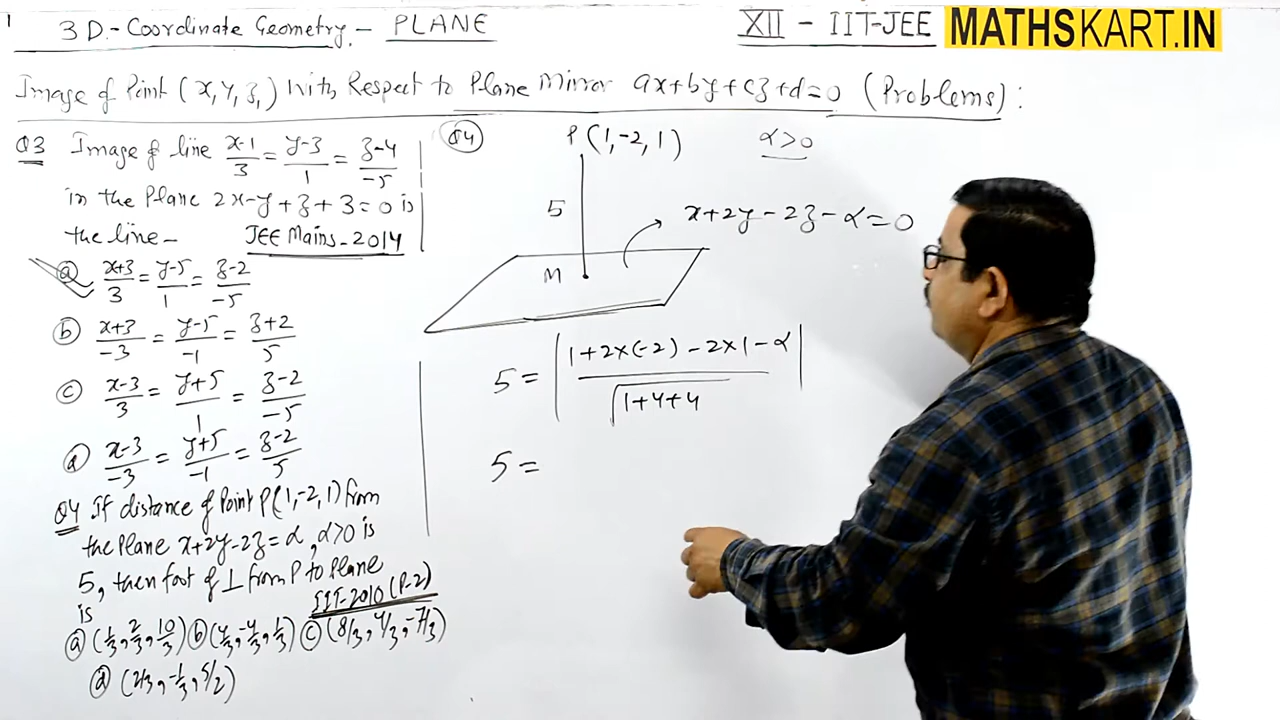 1
3D.-Coordinate Geometry.- PLANE
XII - IIT-JEE MATHSKART.IN
Image of Point (x, y, z,) With Respect to Plane Mirror ax+by+cz+d=0 (Problems):
Q3 Image of line x-1/3 = y-3/1 = z-4/-5
in the Plane 2x-y+z+3=0 is
the line- JEE Mains-2014
(a) x+3/3 = y-5/1 = z-2/-5
(b) x+3/-3 = y-5/-1 = z+2/5
(c) x-3/3 = y+5/1 = z-2/-5
(d) x-3/-3 = y+5/-1 = z-2/5
Q4 If distance of Point P(1,-2,1) from
the Plane x+2y-2z=α, α>0 is
5, then foot of ⊥ from P to Plane
is IIT-2010 (P-2)
(a) (1/3, 2/3, 10/3) (b) (4/3, -4/3, 1/3) (c) (8/3, 4/3, -7/3)
(d) (2/3, -1/3, 5/2)
Q4 P(1,-2,1) α>0
5
x+2y-2z-α=0
M
5 = |1+2×(-2)-2×1-α / √1+4+4|
5 =